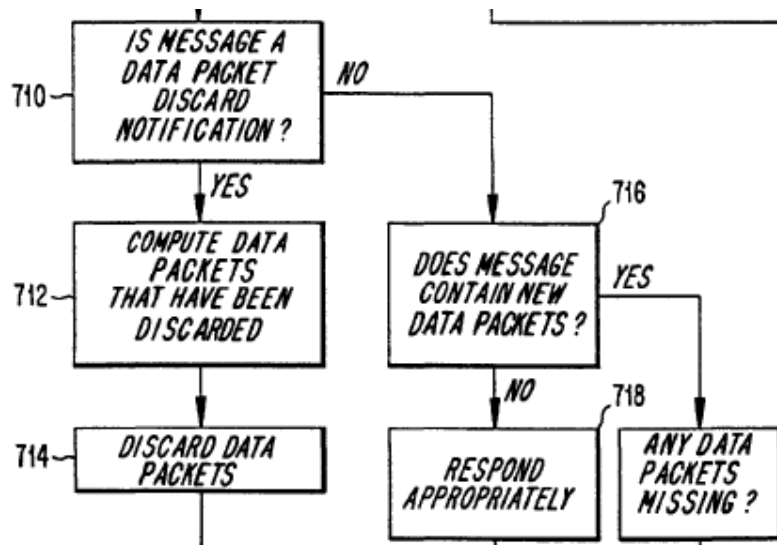 IS MESSAGE A
DATA PACKET
DISCARD
NOTIFICATION?
710
NO
YES
COMPUTE DATA
PACKETS
THAT HAVE BEEN
DISCARDED
712
716
DOES MESSAGE
CONTAIN NEW
DATA PACKETS?
YES
NO
718
DISCARD DATA
PACKETS
714
RESPOND
APPROPRIATELY
ANY DATA
PACKETS
MISSING?